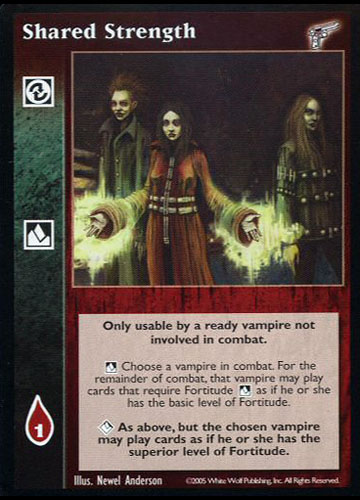 Shared Strength
Only usable by a ready vampire not
involved in combat.
Choose a vampire in combat. For the
remainder of combat, that vampire may play
cards that require Fortitude as if he or she
has the basic level of Fortitude.
As above, but the chosen vampire
may play cards as if he or she has the
superior level of Fortitude.
1
Illus. Newel Anderson ©2005 White Wolf Publishing, Inc. All Rights Reserved.